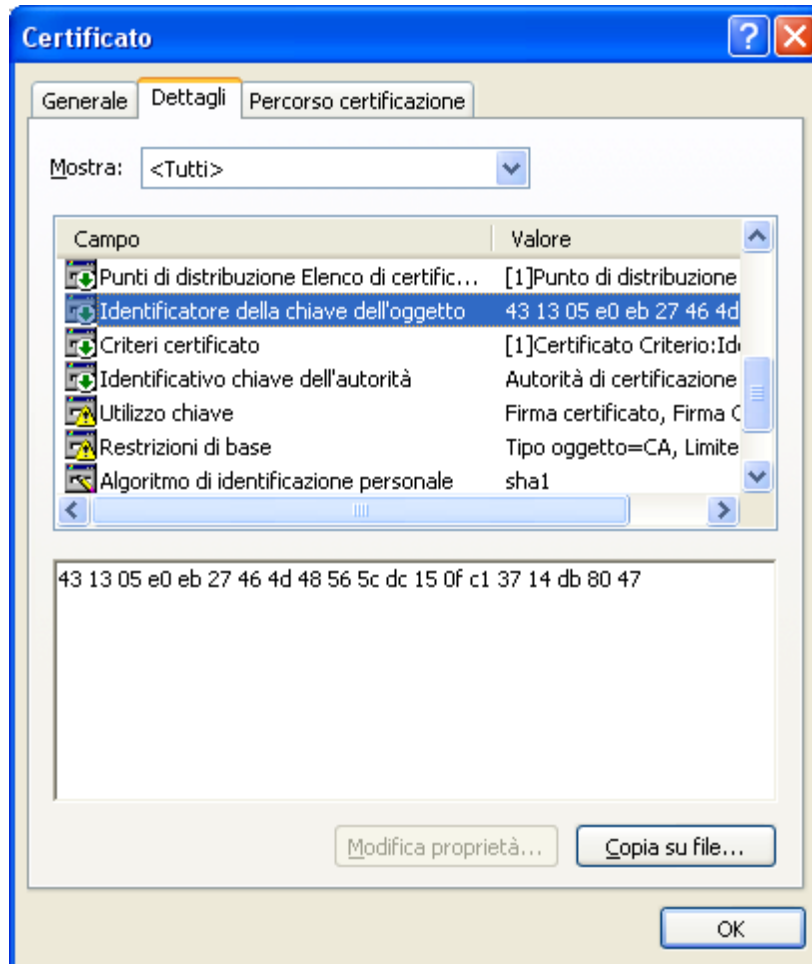 Certificato
Generale Dettagli Percorso certificazione
Mostra: <Tutti>
Campo Valore
Punti di distribuzione Elenco di certific... [1]Punto di distribuzione
Identificatore della chiave dell'oggetto 43 13 05 e0 eb 27 46 4d
Criteri certificato [1]Certificato Criterio:Ide
Identificativo chiave dell'autorità Autorità di certificazione
Utilizzo chiave Firma certificato, Firma C
Restrizioni di base Tipo oggetto=CA, Limite
Algoritmo di identificazione personale sha1
43 13 05 e0 eb 27 46 4d 48 56 5c dc 15 0f c1 37 14 db 80 47
Modifica proprietà... Copia su file...
OK